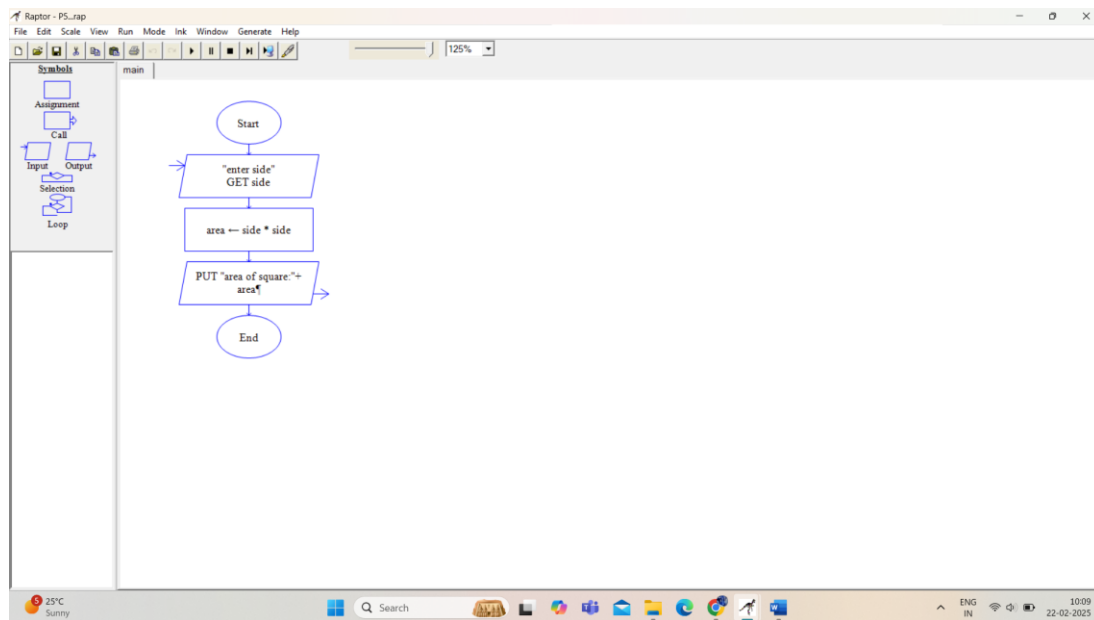 Raptor - P5...rap
File Edit Scale View Run Mode Ink Window Generate Help
125%
Symbols
Assignment
Call
Input Output
Selection
Loop
main
Start
"enter side"
GET side
area ← side * side
PUT "area of square:"+
area¶
End
5
25°C
Sunny
Search
ENG
IN
10:09
22-02-2025